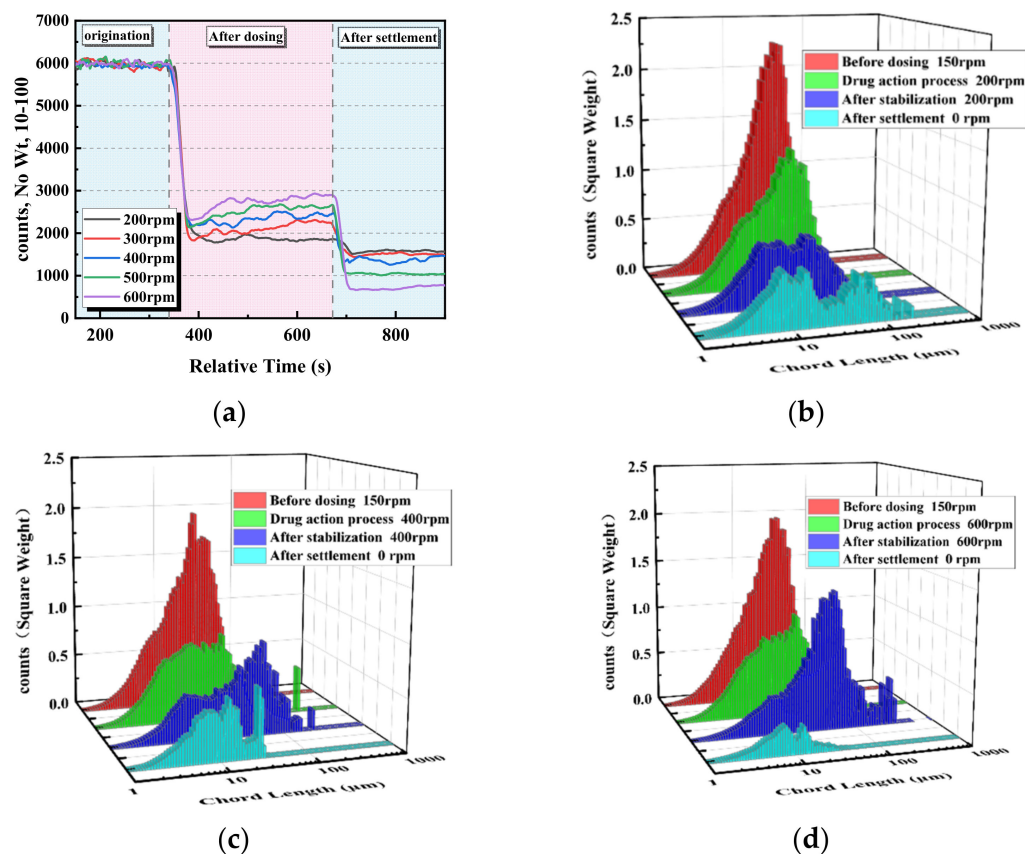 7000
6000
5000
4000
3000
2000
1000
0
counts, No Wt, 10-100
origination
After dosing
After settlement
200rpm
300rpm
400rpm
500rpm
600rpm
200
400
600
800
Relative Time (s)
(a)
2.5
2.0
1.5
1.0
0.5
0.0
counts（Square Weight）
Before dosing 150rpm
Drug action process 200rpm
After stabilization 200rpm
After settlement 0 rpm
1
10
100
1000
Chord Length (μm)
(b)
2.5
2.0
1.5
1.0
0.5
0.0
counts（Square Weight）
Before dosing 150rpm
Drug action process 400rpm
After stabilization 400rpm
After settlement 0 rpm
1
10
100
1000
Chord Length (μm)
(c)
2.5
2.0
1.5
1.0
0.5
0.0
counts（Square Weight）
Before dosing 150rpm
Drug action process 600rpm
After stabilization 600rpm
After settlement 0 rpm
1
10
100
1000
Chord Length (μm)
(d)